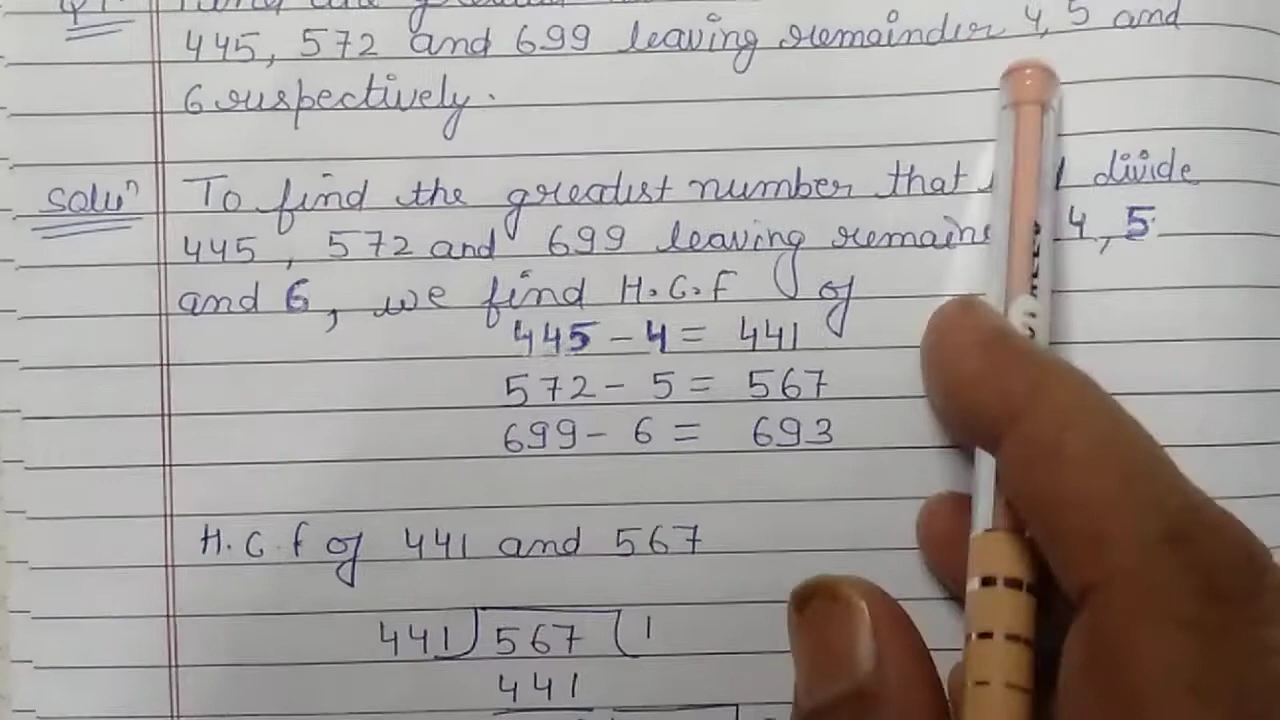 445, 572 and 699 leaving remainder 4, 5 and
6 respectively.
Solun To find the greatest number that divide
445, 572 and 699 leaving 4, 5
and 6, we find H.C.F of
445 - 4 = 441
572 - 5 = 567
699 - 6 = 693
H.C.F of 441 and 567
441) 567 ( 1
441